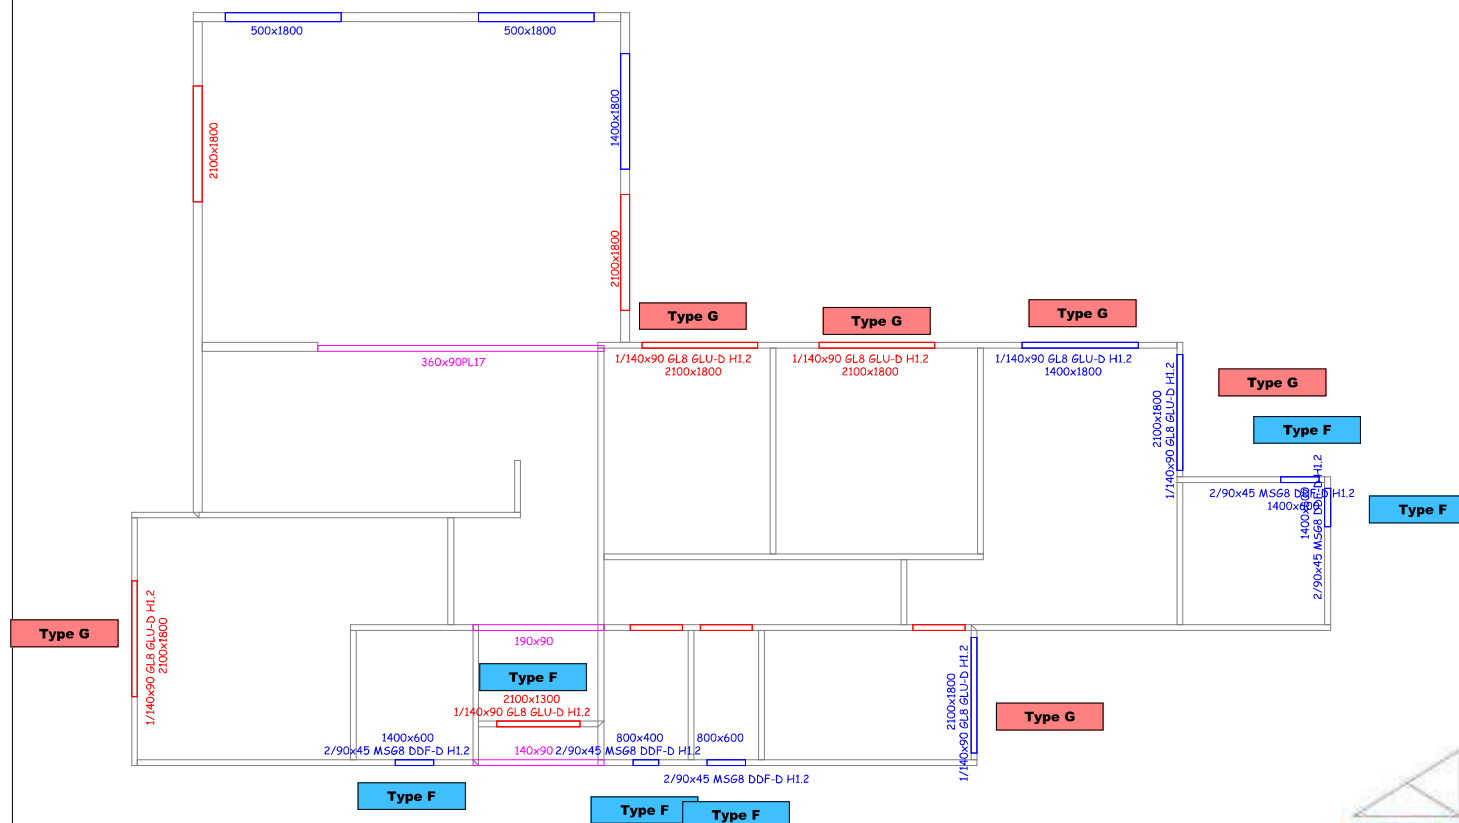 500x1800
500x1800
2100x1800
1400x1800
2100x1800
Type G
Type G
Type G
360x90PL17
1/140x90 GL8 GLU-D H1.2
2100x1800
1/140x90 GL8 GLU-D H1.2
2100x1800
1/140x90 GL8 GLU-D H1.2
1400x1800
2100x1800
1/140x90 GL8 GLU-D H1.2
Type G
Type F
2/90x45 MSG8 DDF-D H1.2
1400x600
1400x600
2/90x45 MSG8 DDF-D H1.2
Type F
Type G
1/140x90 GL8 GLU-D H1.2
2100x1800
190x90
Type F
2100x1300
1/140x90 GL8 GLU-D H1.2
2100x1800
1/140x90 GL8 GLU-D H1.2
Type G
1400x600
2/90x45 MSG8 DDF-D H1.2
140x90
800x400
2/90x45 MSG8 DDF-D H1.2
800x600
2/90x45 MSG8 DDF-D H1.2
Type F
Type F
Type F